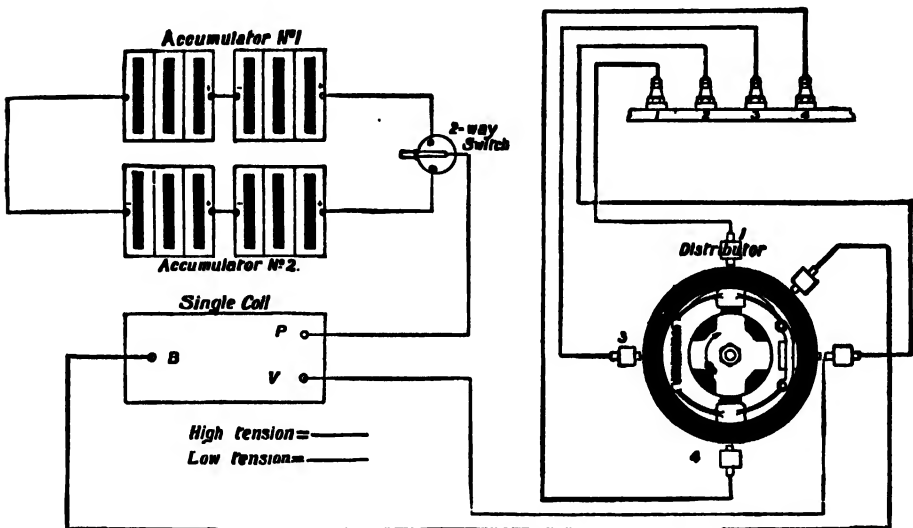 Accumulator Nº1
- + - +
2-way
Switch
- + - +
Accumulator Nº2.
Single Coil
P
B
V
High tension=
Low tension=
1 2 3 4
1
Distributor
3
4